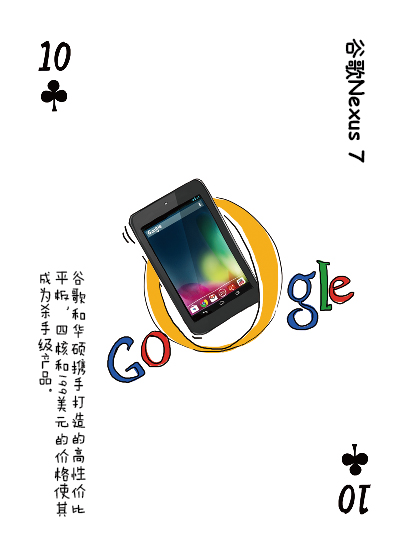 10
谷歌Nexus 7
Google
谷歌和华硕携手打造的高性价比
平板，四核和199美元的价格使其
成为杀手级产品。
10